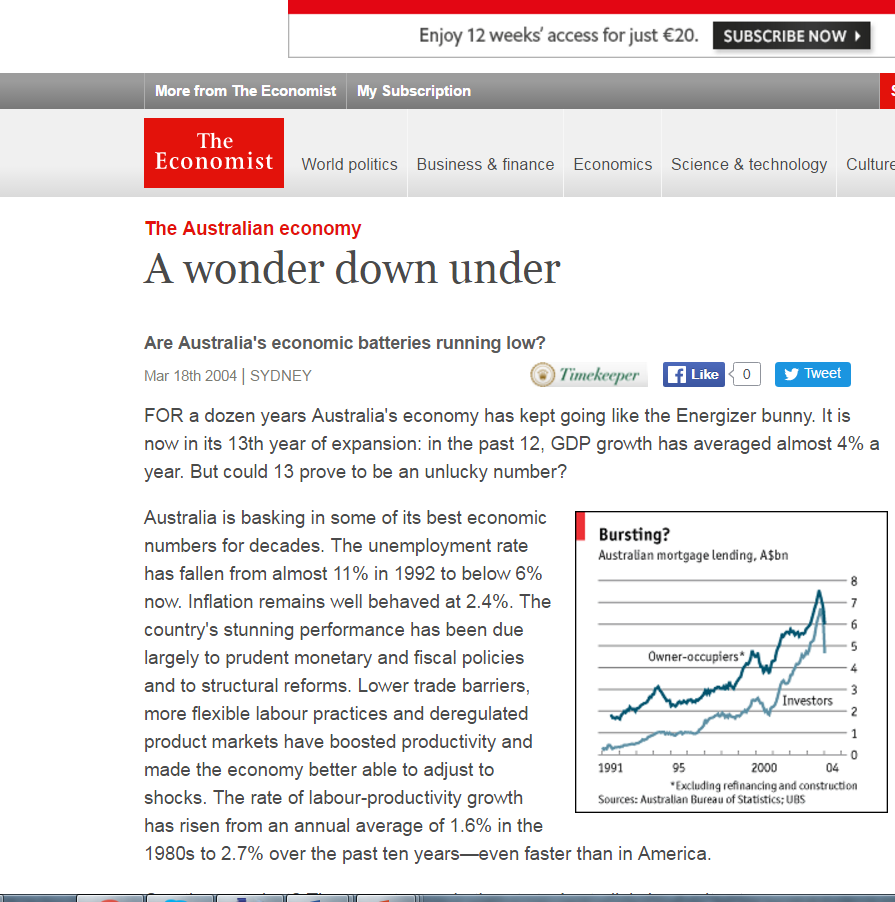 Enjoy 12 weeks' access for just €20. SUBSCRIBE NOW
More from The Economist My Subscription
The
Economist
World politics Business & finance Economics Science & technology Culture
The Australian economy
A wonder down under
Are Australia's economic batteries running low?
Mar 18th 2004 | SYDNEY
Timekeeper
Like 0
Tweet
FOR a dozen years Australia's economy has kept going like the Energizer bunny. It is
now in its 13th year of expansion: in the past 12, GDP growth has averaged almost 4% a
year. But could 13 prove to be an unlucky number?
Australia is basking in some of its best economic
numbers for decades. The unemployment rate
has fallen from almost 11% in 1992 to below 6%
now. Inflation remains well behaved at 2.4%. The
country's stunning performance has been due
largely to prudent monetary and fiscal policies
and to structural reforms. Lower trade barriers,
more flexible labour practices and deregulated
product markets have boosted productivity and
made the economy better able to adjust to
shocks. The rate of labour-productivity growth
has risen from an annual average of 1.6% in the
1980s to 2.7% over the past ten years—even faster than in America.
Bursting?
Australian mortgage lending, A$bn
8
7
6
5
4
3
2
1
0
Owner-occupiers*
Investors
1991 95 2000 04
*Excluding refinancing and construction
Sources: Australian Bureau of Statistics; UBS